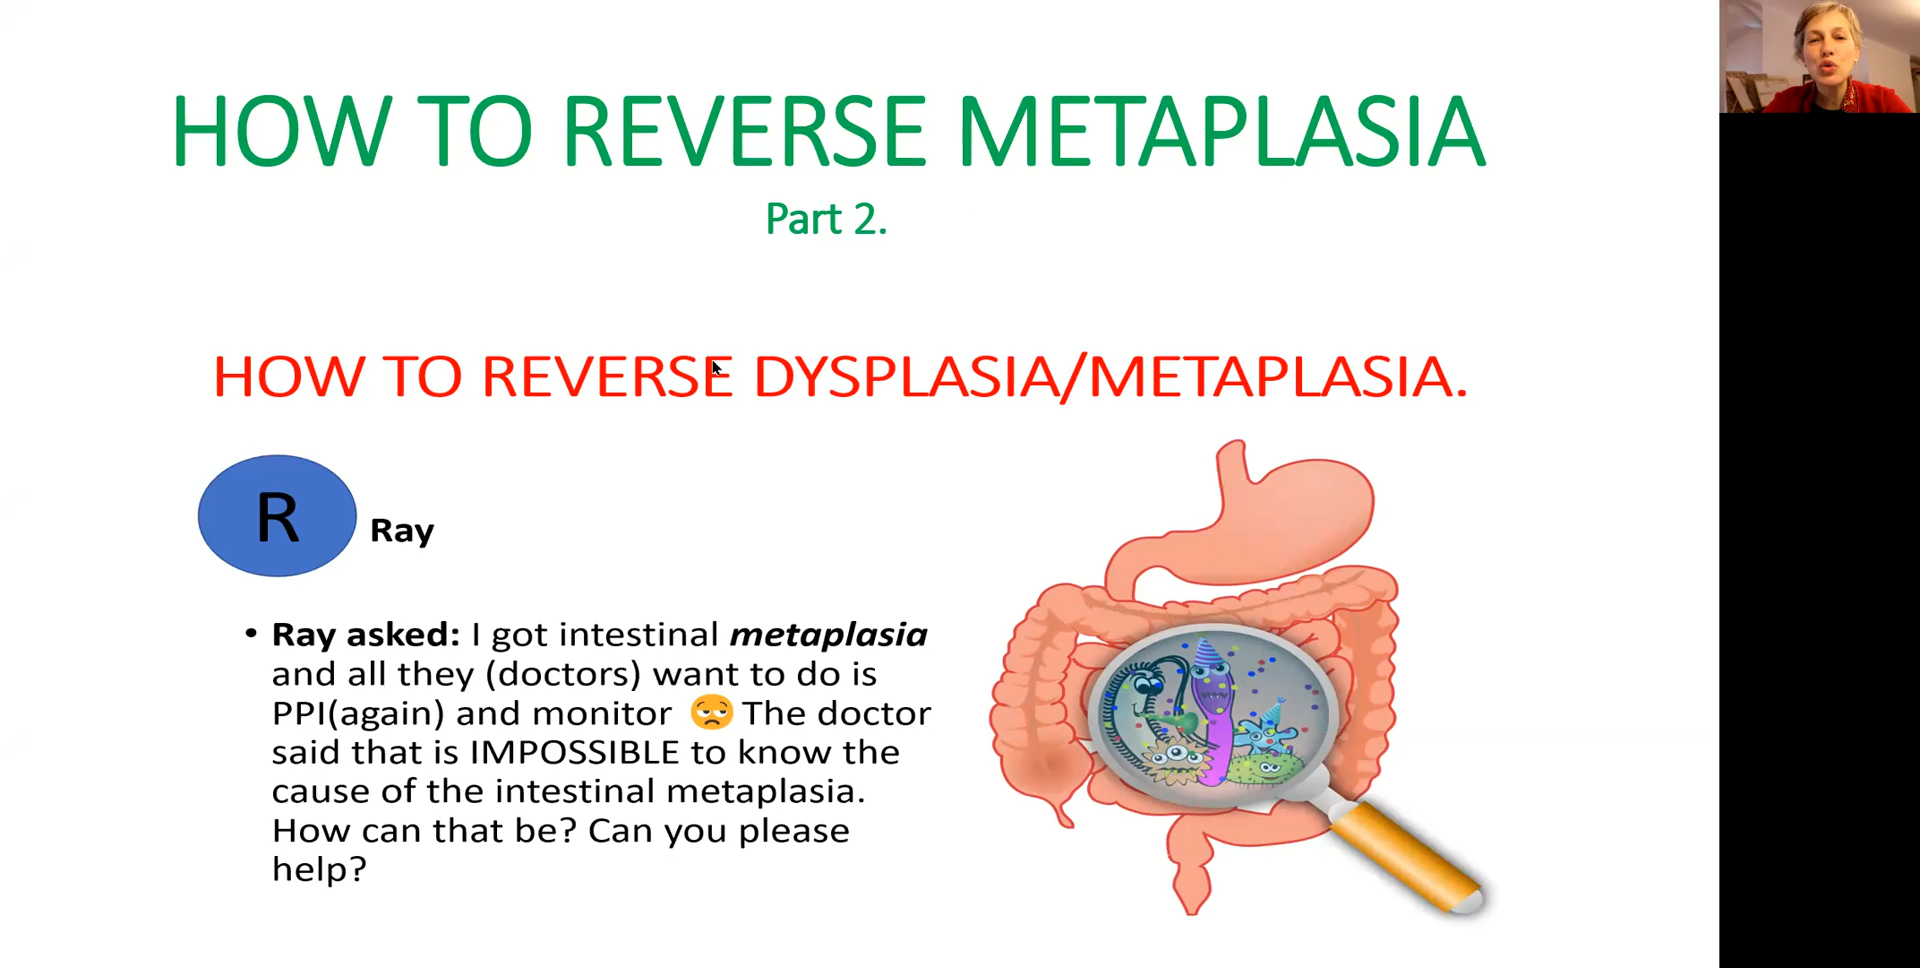 HOW TO REVERSE METAPLASIA
Part 2.
HOW TO REVERSE DYSPLASIA/METAPLASIA.
R
Ray
• Ray asked: I got intestinal metaplasia
and all they (doctors) want to do is
PPI(again) and monitor 😞 The doctor
said that is IMPOSSIBLE to know the
cause of the intestinal metaplasia.
How can that be? Can you please
help?